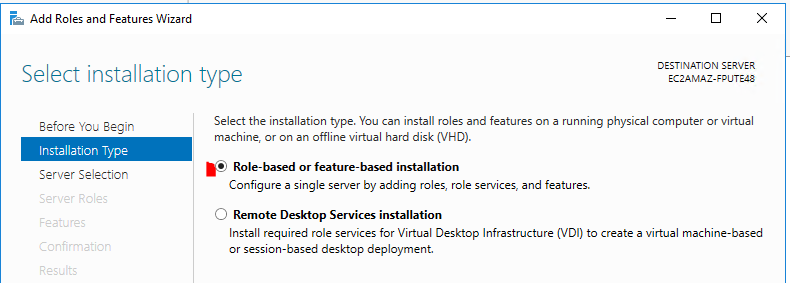 Add Roles and Features Wizard
Select installation type
DESTINATION SERVER
EC2AMAZ-FPUTE48
Before You Begin
Installation Type
Server Selection
Server Roles
Features
Confirmation
Results
Select the installation type. You can install roles and features on a running physical computer or virtual
machine, or on an offline virtual hard disk (VHD).
Role-based or feature-based installation
Configure a single server by adding roles, role services, and features.
Remote Desktop Services installation
Install required role services for Virtual Desktop Infrastructure (VDI) to create a virtual machine-based
or session-based desktop deployment.